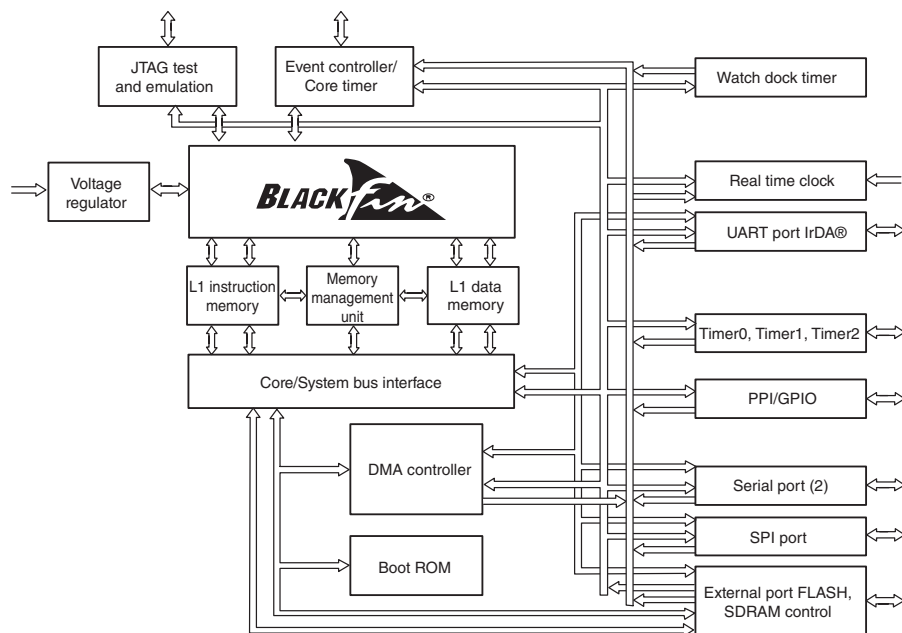 JTAG test
and emulation
Event controller/
Core timer
Watch dock timer
Voltage
regulator
BLACKfin®
Real time clock
UART port IrDA®
L1 instruction
memory
Memory
management
unit
L1 data
memory
Timer0, Timer1, Timer2
Core/System bus interface
PPI/GPIO
DMA controller
Serial port (2)
SPI port
Boot ROM
External port FLASH,
SDRAM control